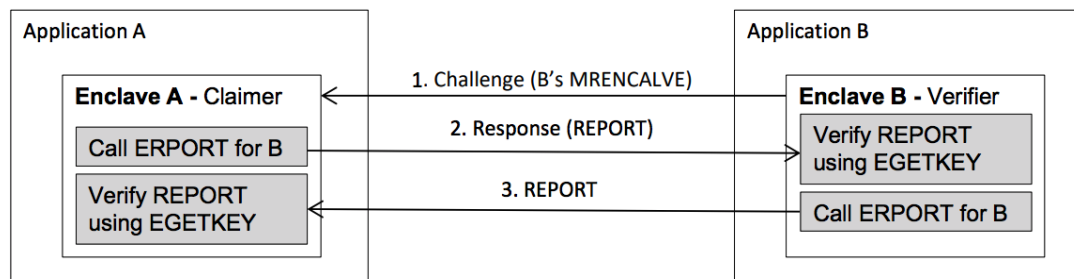 Application A
Application B
1. Challenge (B's MRENCALVE)
Enclave A - Claimer
Enclave B - Verifier
2. Response (REPORT)
Call ERPORT for B
Verify REPORT
using EGETKEY
3. REPORT
Verify REPORT
using EGETKEY
Call ERPORT for B